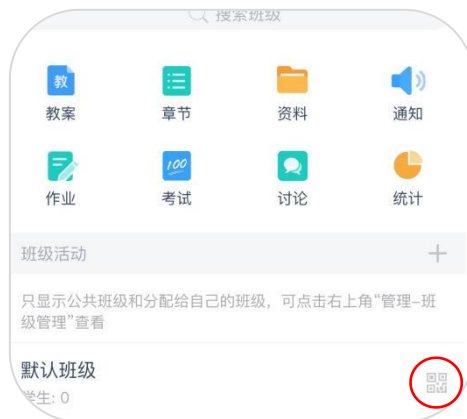 搜索班级
教
100
教案 章节 资料 通知
作业 考试 讨论 统计
班级活动
只显示公共班级和分配给自己的班级，可点击右上角“管理-班
级管理”查看
默认班级
学生: 0